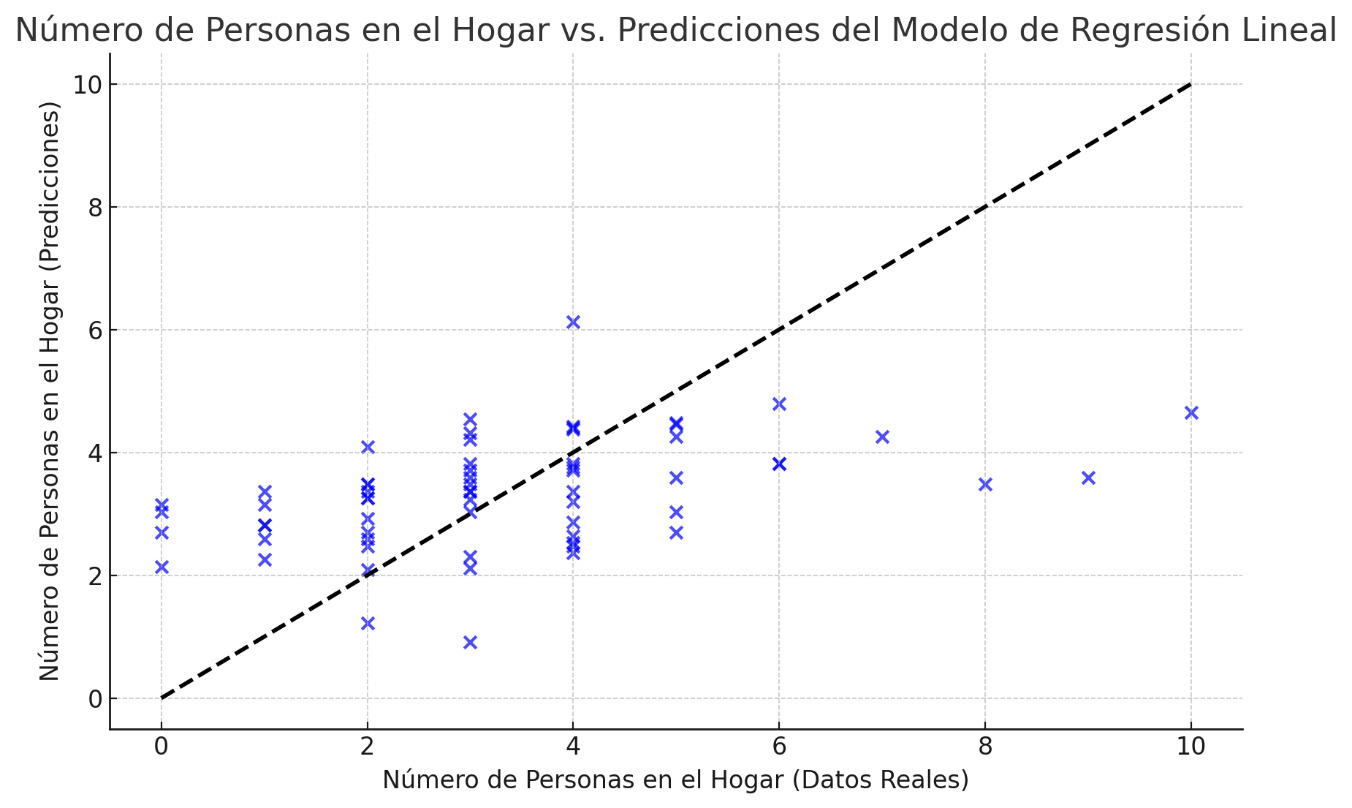 Número de Personas en el Hogar vs. Predicciones del Modelo de Regresión Lineal
Número de Personas en el Hogar (Predicciones)
10
8
6
4
2
0
0 2 4 6 8 10
Número de Personas en el Hogar (Datos Reales)